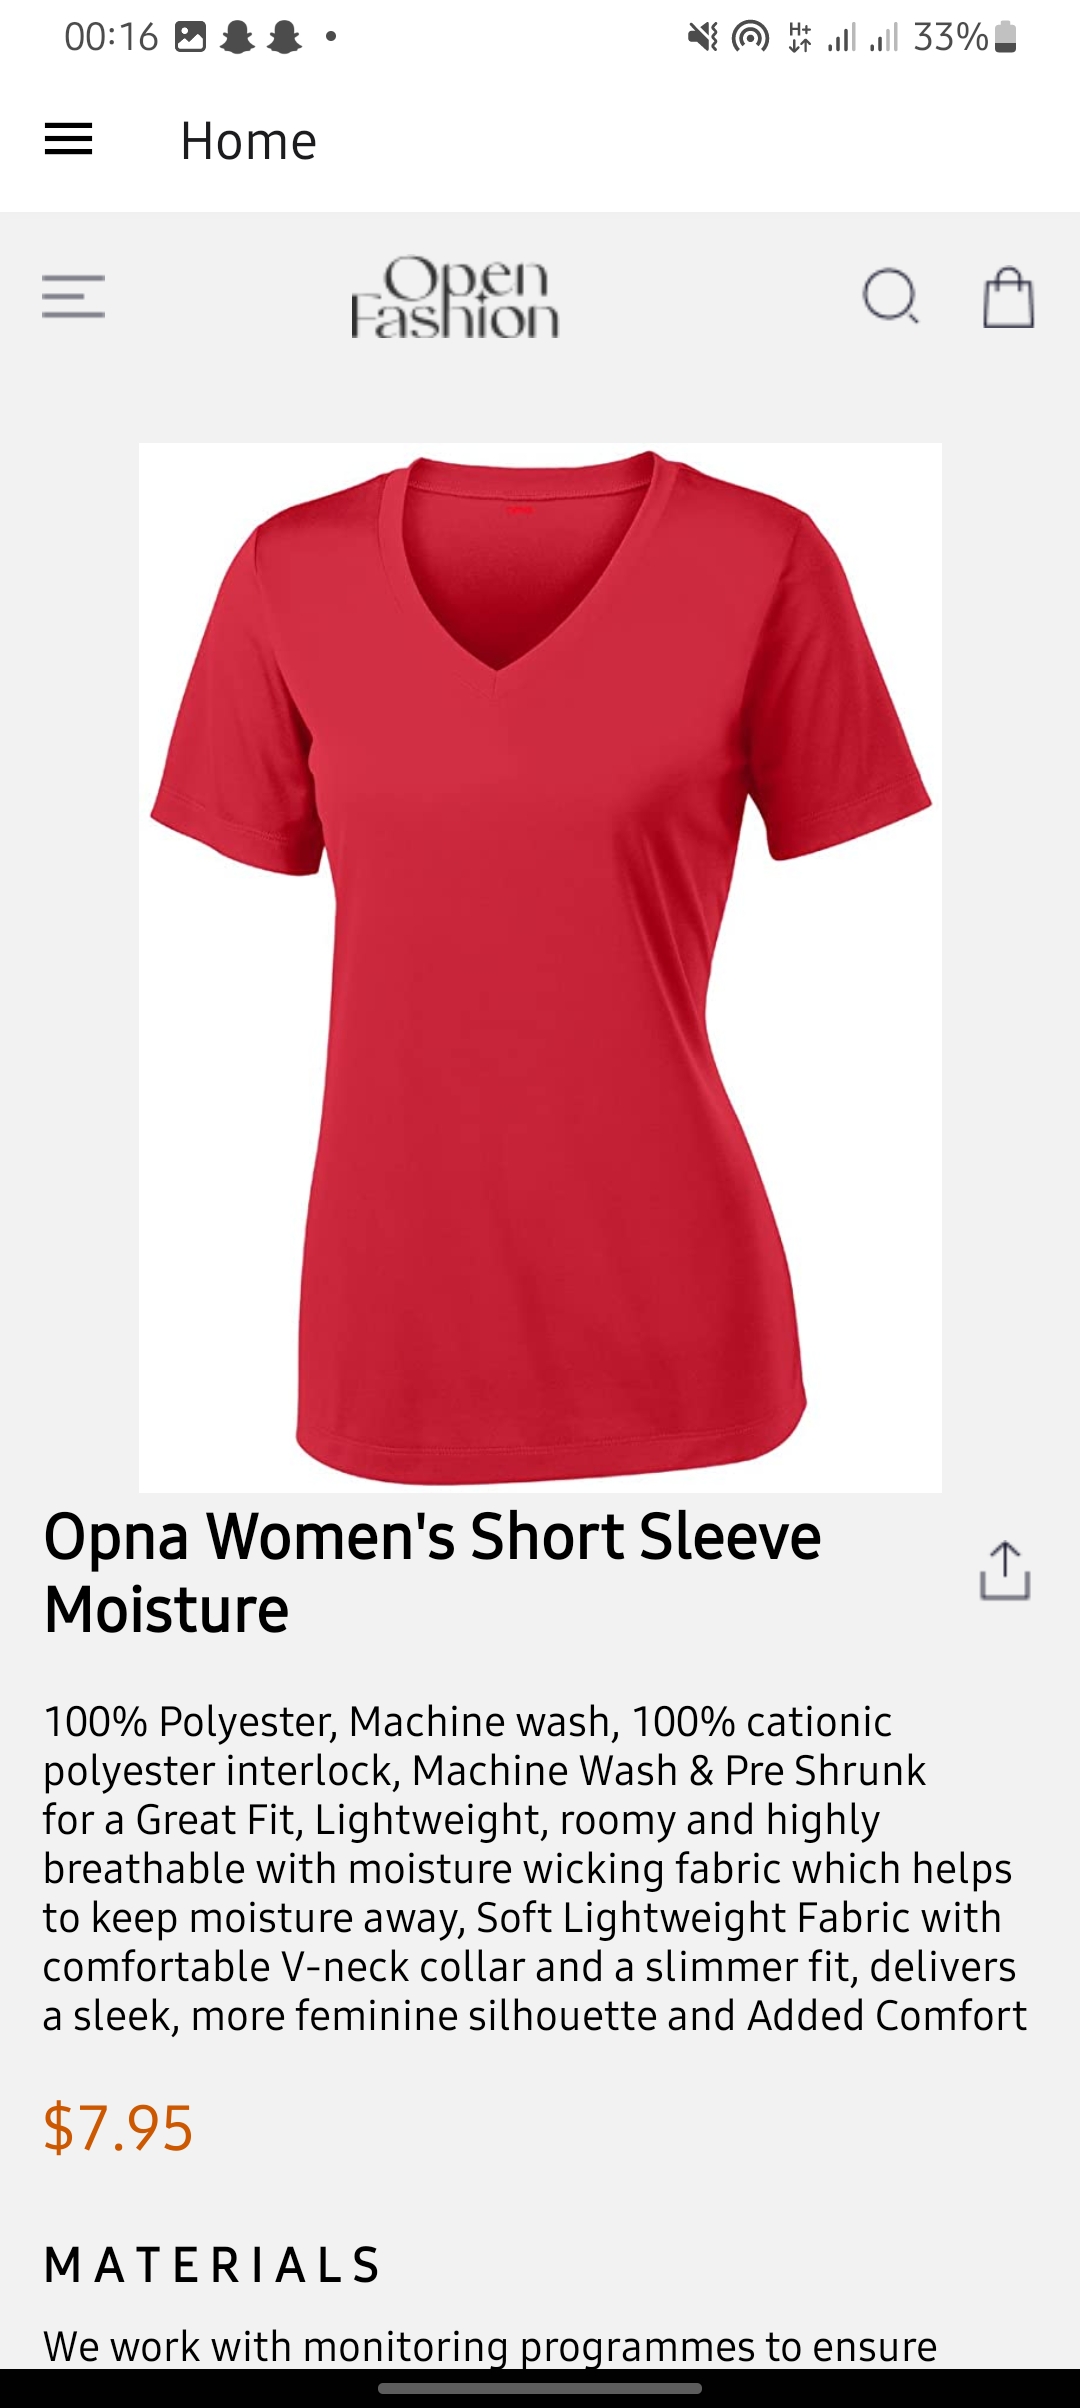 00:16
H+
33%
Home
Open
Fashion
Opna Women's Short Sleeve
Moisture
100% Polyester, Machine wash, 100% cationic
polyester interlock, Machine Wash & Pre Shrunk
for a Great Fit, Lightweight, roomy and highly
breathable with moisture wicking fabric which helps
to keep moisture away, Soft Lightweight Fabric with
comfortable V-neck collar and a slimmer fit, delivers
a sleek, more feminine silhouette and Added Comfort
$7.95
MATERIALS
We work with monitoring programmes to ensure